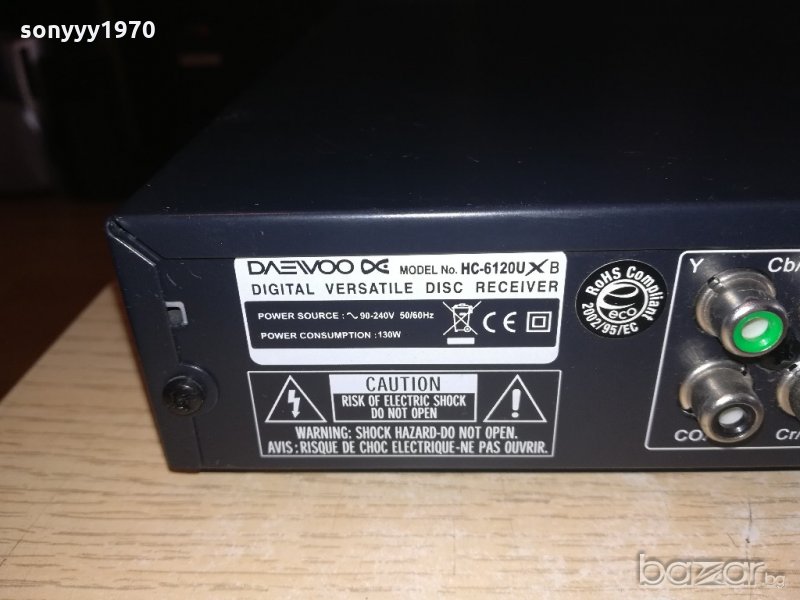 sonyyy1970
DAEWOO MODEL No. HC-6120UXB
DIGITAL VERSATILE DISC RECEIVER
POWER SOURCE : ∿ 90-240V 50/60Hz
POWER CONSUMPTION : 130W
CE
RoHS Compliant
eco
2002/95/EC
Y
Cb/
CAUTION
RISK OF ELECTRIC SHOCK
DO NOT OPEN
WARNING: SHOCK HAZARD-DO NOT OPEN.
AVIS : RISQUE DE CHOC ELECTRIQUE-NE PAS OUVRIR.
CO.
Cr/
bazar.bg